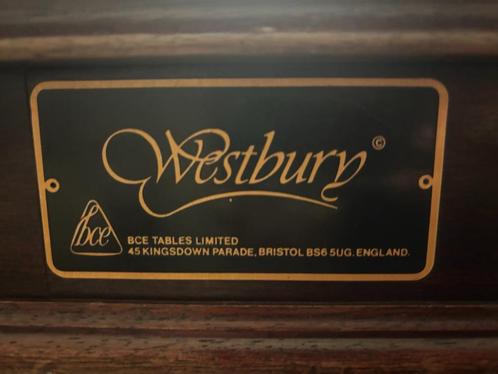 Westbury ©
bce
BCE TABLES LIMITED
45 KINGSDOWN PARADE, BRISTOL BS6 5UG. ENGLAND.